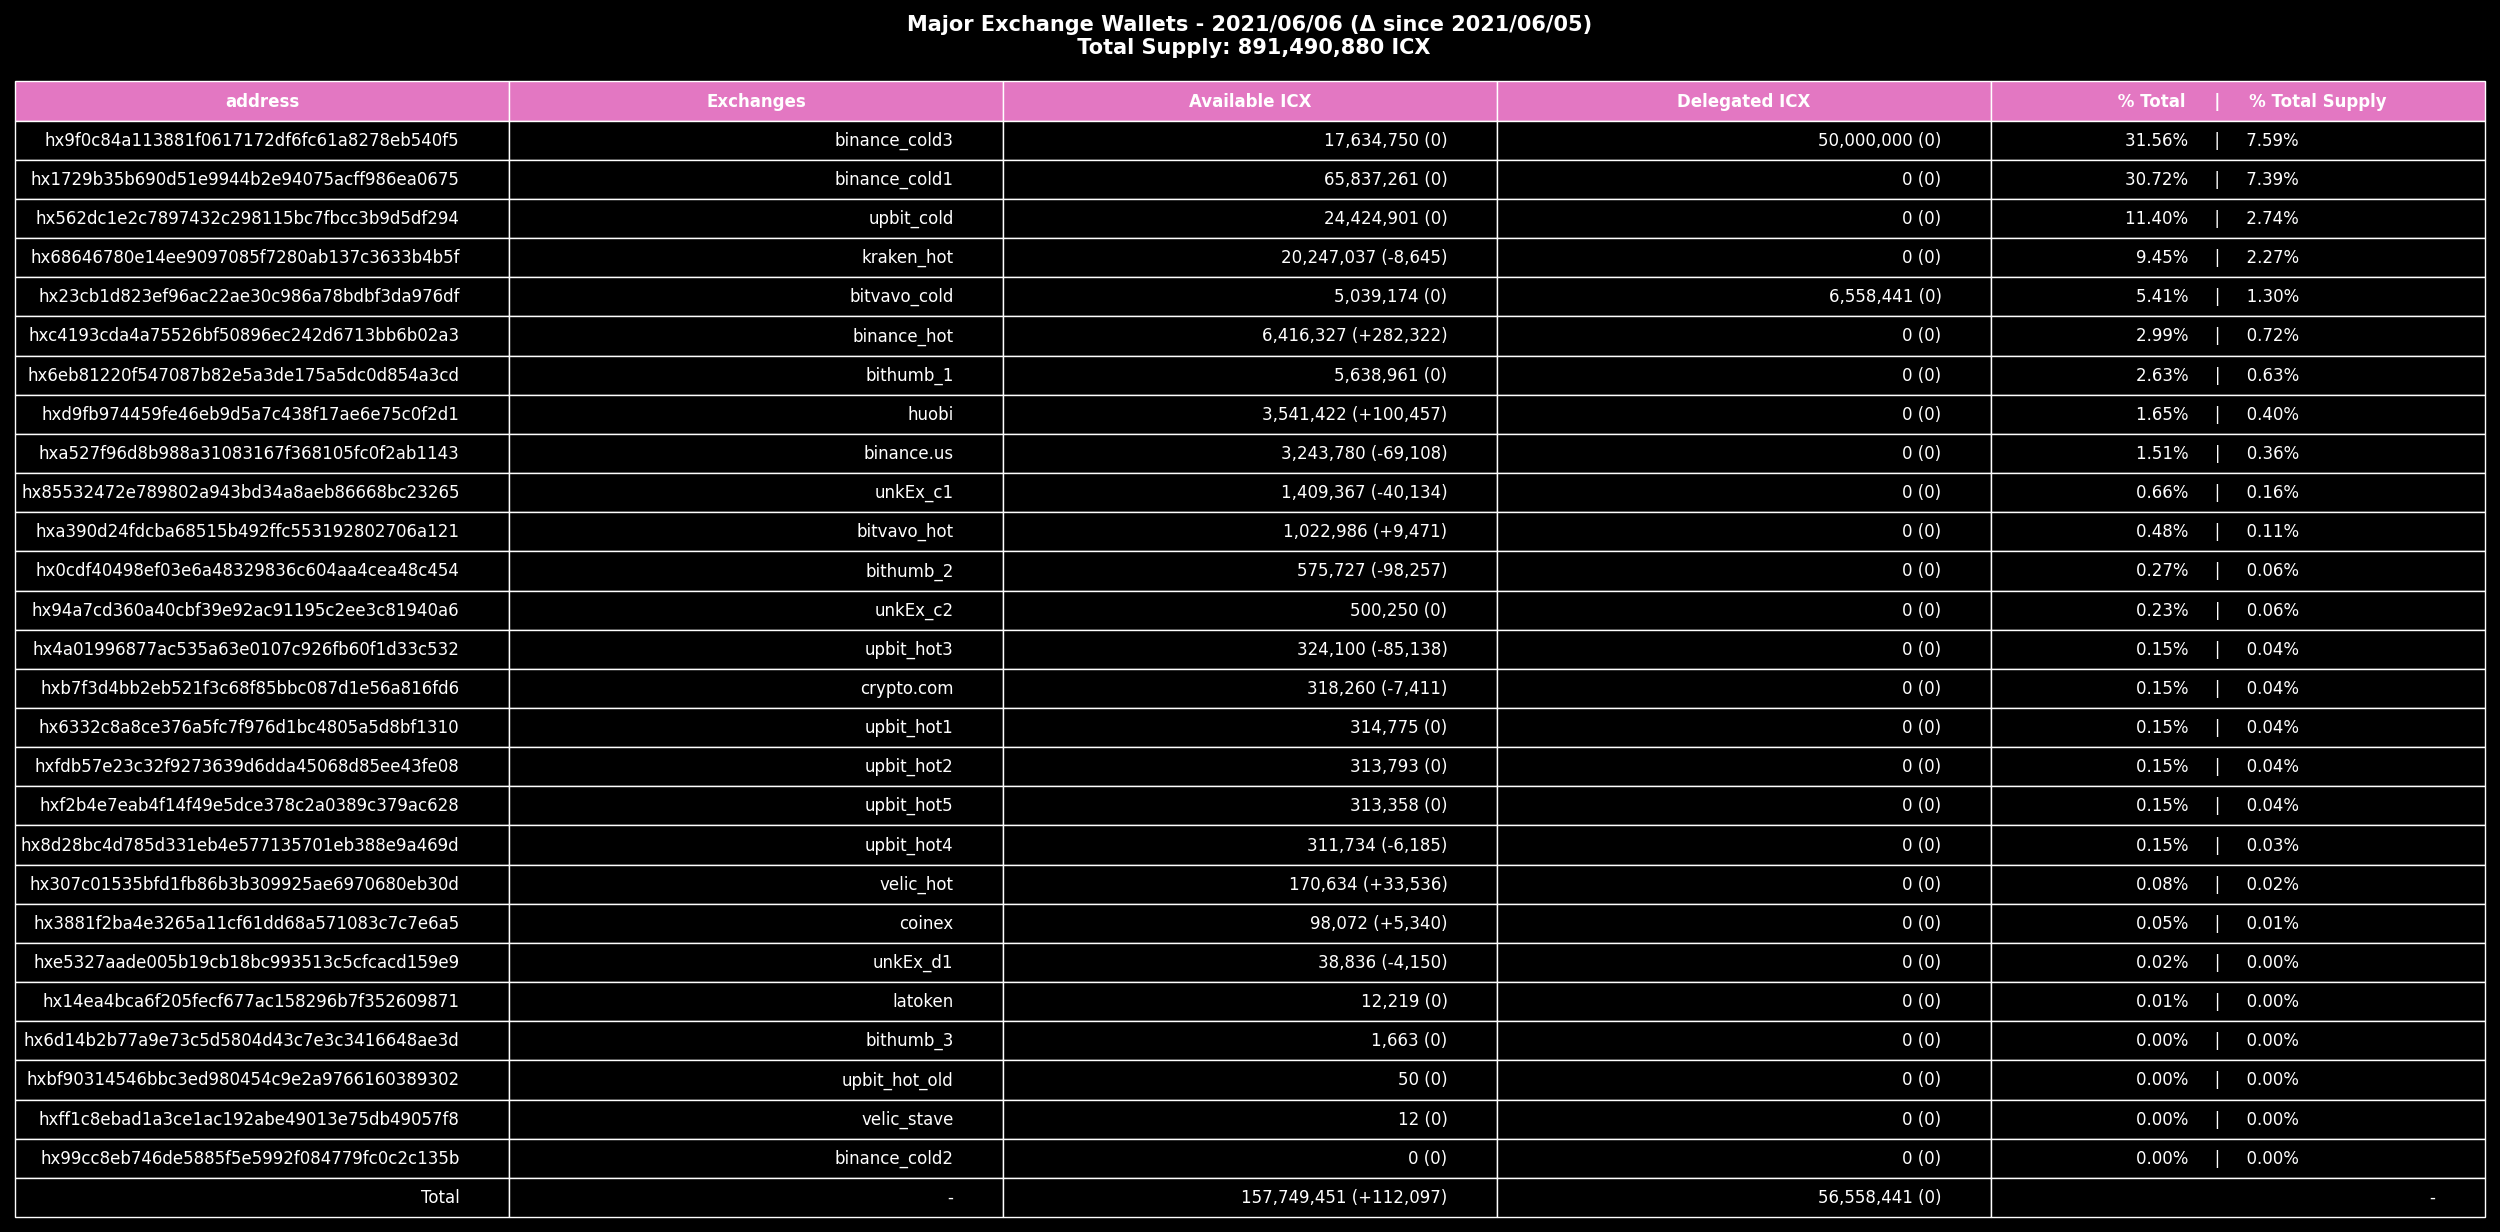 Major Exchange Wallets - 2021/06/06 (Δ since 2021/06/05)
Total Supply: 891,490,880 ICX
address Exchanges Available ICX Delegated ICX % Total | % Total Supply
hx9f0c84a113881f0617172df6fc61a8278eb540f5 binance_cold3 17,634,750 (0) 50,000,000 (0) 31.56% | 7.59%
hx1729b35b690d51e9944b2e94075acff986ea0675 binance_cold1 65,837,261 (0) 0 (0) 30.72% | 7.39%
hx562dc1e2c7897432c298115bc7fbcc3b9d5df294 upbit_cold 24,424,901 (0) 0 (0) 11.40% | 2.74%
hx68646780e14ee9097085f7280ab137c3633b4b5f kraken_hot 20,247,037 (-8,645) 0 (0) 9.45% | 2.27%
hx23cb1d823ef96ac22ae30c986a78bdbf3da976df bitvavo_cold 5,039,174 (0) 6,558,441 (0) 5.41% | 1.30%
hxc4193cda4a75526bf50896ec242d6713bb6b02a3 binance_hot 6,416,327 (+282,322) 0 (0) 2.99% | 0.72%
hx6eb81220f547087b82e5a3de175a5dc0d854a3cd bithumb_1 5,638,961 (0) 0 (0) 2.63% | 0.63%
hxd9fb974459fe46eb9d5a7c438f17ae6e75c0f2d1 huobi 3,541,422 (+100,457) 0 (0) 1.65% | 0.40%
hxa527f96d8b988a31083167f368105fc0f2ab1143 binance.us 3,243,780 (-69,108) 0 (0) 1.51% | 0.36%
hx85532472e789802a943bd34a8aeb86668bc23265 unkEx_c1 1,409,367 (-40,134) 0 (0) 0.66% | 0.16%
hxa390d24fdcba68515b492ffc553192802706a121 bitvavo_hot 1,022,986 (+9,471) 0 (0) 0.48% | 0.11%
hx0cdf40498ef03e6a48329836c604aa4cea48c454 bithumb_2 575,727 (-98,257) 0 (0) 0.27% | 0.06%
hx94a7cd360a40cbf39e92ac91195c2ee3c81940a6 unkEx_c2 500,250 (0) 0 (0) 0.23% | 0.06%
hx4a01996877ac535a63e0107c926fb60f1d33c532 upbit_hot3 324,100 (-85,138) 0 (0) 0.15% | 0.04%
hxb7f3d4bb2eb521f3c68f85bbc087d1e56a816fd6 crypto.com 318,260 (-7,411) 0 (0) 0.15% | 0.04%
hx6332c8a8ce376a5fc7f976d1bc4805a5d8bf1310 upbit_hot1 314,775 (0) 0 (0) 0.15% | 0.04%
hxfdb57e23c32f9273639d6dda45068d85ee43fe08 upbit_hot2 313,793 (0) 0 (0) 0.15% | 0.04%
hxf2b4e7eab4f14f49e5dce378c2a0389c379ac628 upbit_hot5 313,358 (0) 0 (0) 0.15% | 0.04%
hx8d28bc4d785d331eb4e577135701eb388e9a469d upbit_hot4 311,734 (-6,185) 0 (0) 0.15% | 0.03%
hx307c01535bfd1fb86b3b309925ae6970680eb30d velic_hot 170,634 (+33,536) 0 (0) 0.08% | 0.02%
hx3881f2ba4e3265a11cf61dd68a571083c7c7e6a5 coinex 98,072 (+5,340) 0 (0) 0.05% | 0.01%
hxe5327aade005b19cb18bc993513c5cfcacd159e9 unkEx_d1 38,836 (-4,150) 0 (0) 0.02% | 0.00%
hx14ea4bca6f205fecf677ac158296b7f352609871 latoken 12,219 (0) 0 (0) 0.01% | 0.00%
hx6d14b2b77a9e73c5d5804d43c7e3c3416648ae3d bithumb_3 1,663 (0) 0 (0) 0.00% | 0.00%
hxbf90314546bbc3ed980454c9e2a9766160389302 upbit_hot_old 50 (0) 0 (0) 0.00% | 0.00%
hxff1c8ebad1a3ce1ac192abe49013e75db49057f8 velic_stave 12 (0) 0 (0) 0.00% | 0.00%
hx99cc8eb746de5885f5e5992f084779fc0c2c135b binance_cold2 0 (0) 0 (0) 0.00% | 0.00%
Total - 157,749,451 (+112,097) 56,558,441 (0) -